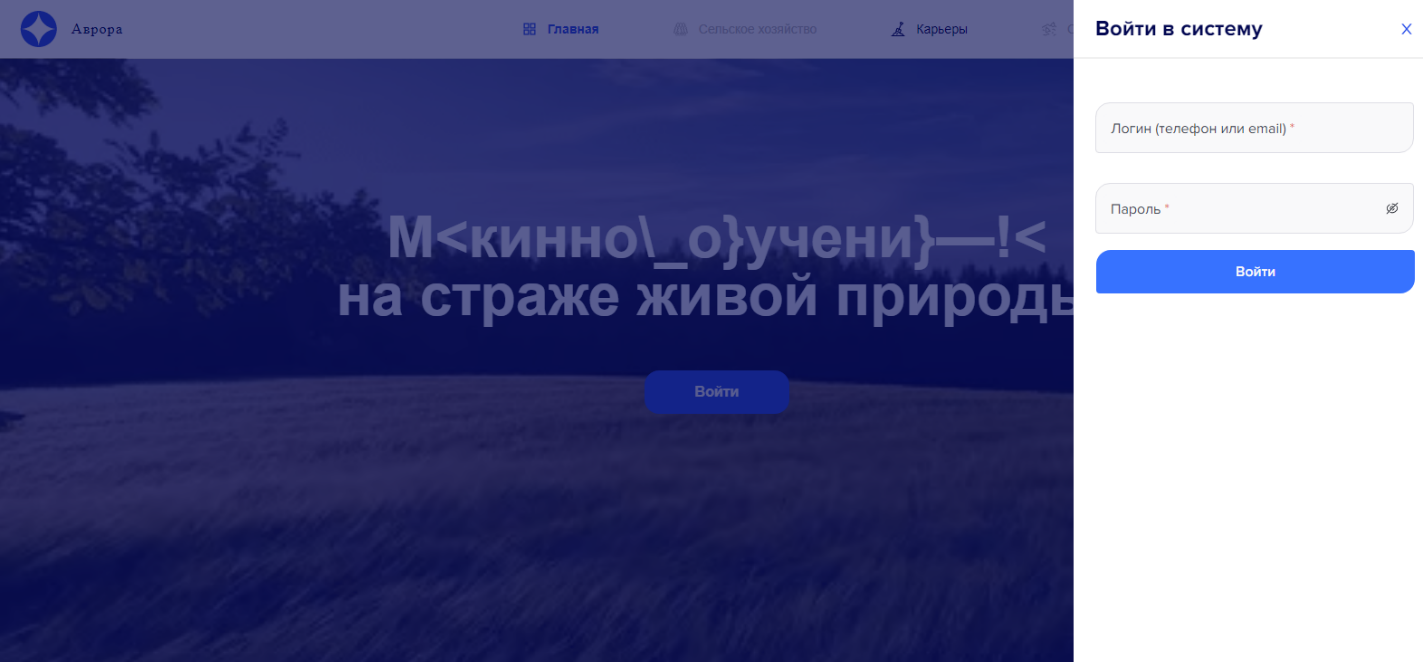 Аврора
Главная
Сельское хозяйство
Карьеры
Войти в систему
М<кинно\_о}учени}—!<
на страже живой природы
Войти
Логин (телефон или email) *
Пароль *
Войти